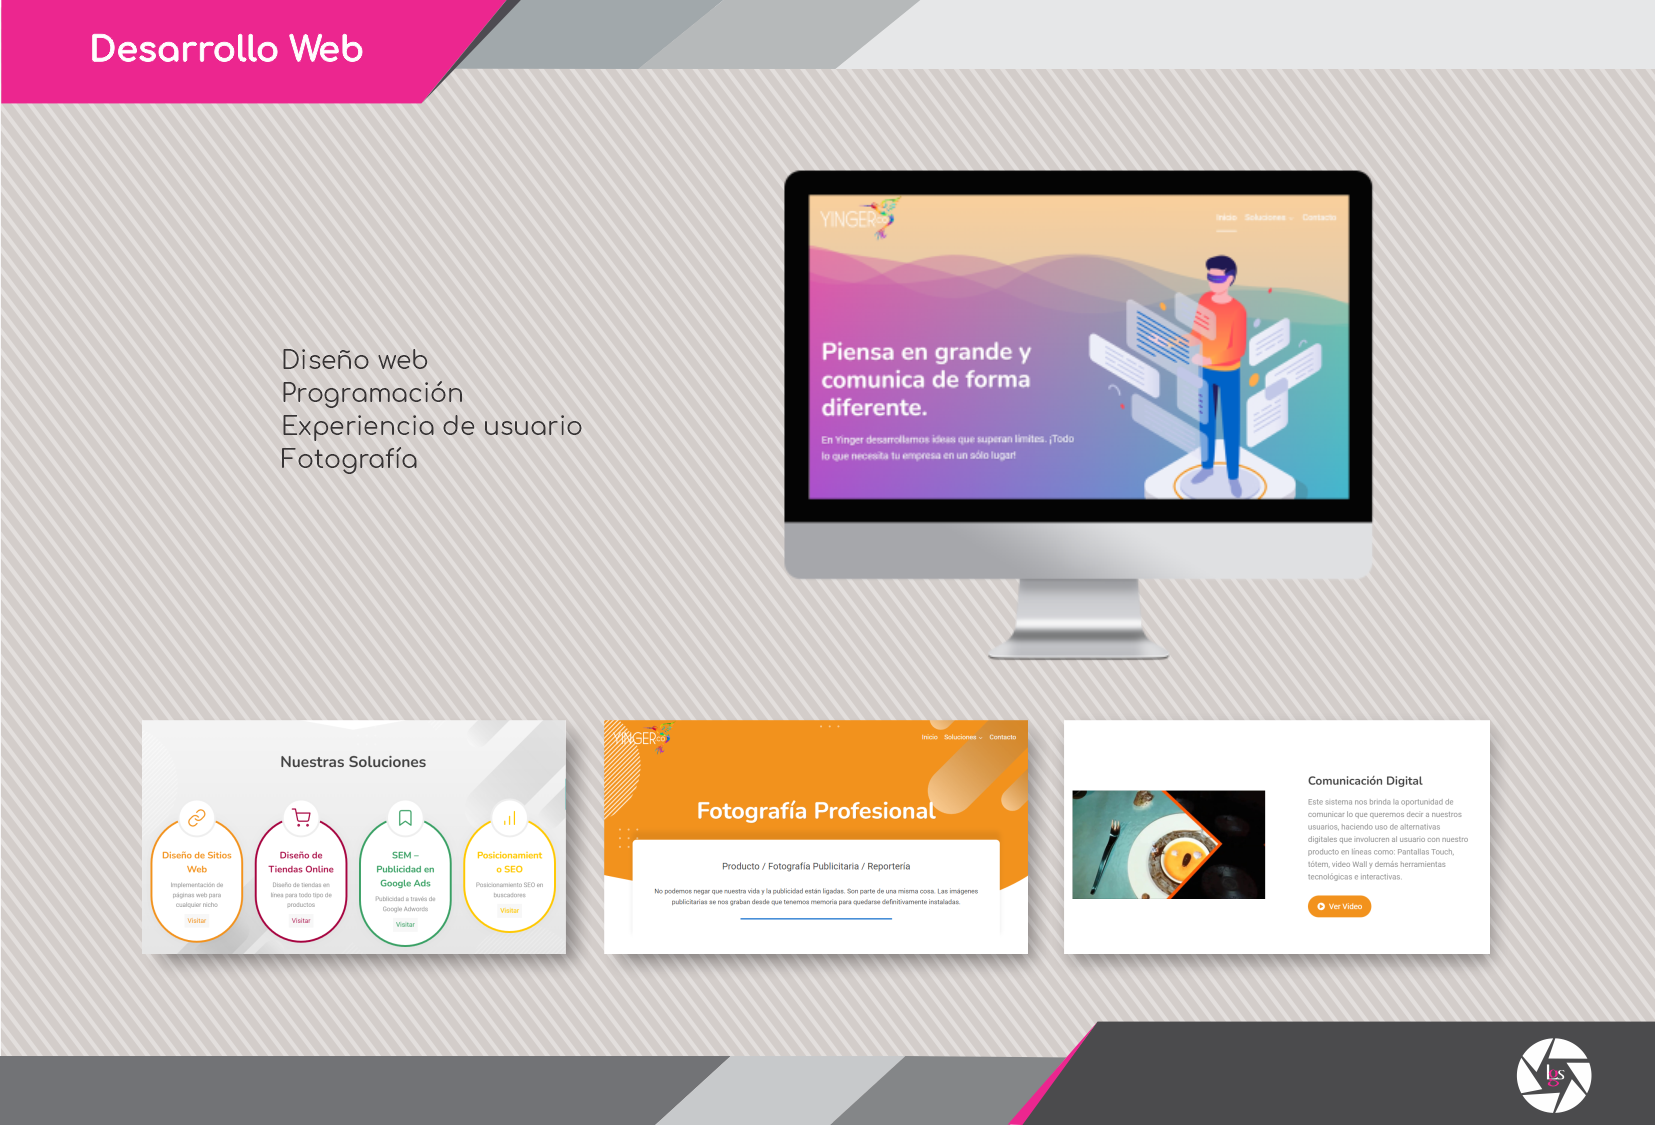 Desarrollo Web
Diseño web
Programación
Experiencia de usuario
Fotografía
YINGER
Inicio Soluciones Contacto
Piensa en grande y
comunica de forma
diferente.
En Yinger desarrollamos ideas que superan límites. ¡Todo
lo que necesita tu empresa en un sólo lugar!
Nuestras Soluciones
Diseño de Sitios
Web
Implementación de
páginas web para
cualquier nicho
Visitar
Diseño de
Tiendas Online
Diseño de tiendas en
línea para todo tipo de
productos
Visitar
SEM –
Publicidad en
Google Ads
Publicidad a través de
Google Adwords
Visitar
Posicionamient
o SEO
Posicionamiento SEO en
buscadores
Visitar
YINGER
Inicio Soluciones Contacto
Fotografía Profesional
Producto / Fotografía Publicitaria / Reportería
No podemos negar que nuestra vida y la publicidad están ligadas. Son parte de una misma cosa. Las imágenes
publicitarias se nos graban desde que tenemos memoria para quedarse definitivamente instaladas.
Comunicación Digital
Este sistema nos brinda la oportunidad de
comunicar lo que queremos decir a nuestros
usuarios, haciendo uso de alternativas
digitales que involucren al usuario con nuestro
producto en líneas como: Pantallas Touch,
tótem, video Wall y demás herramientas
tecnológicas e interactivas.
Ver Video
lgs